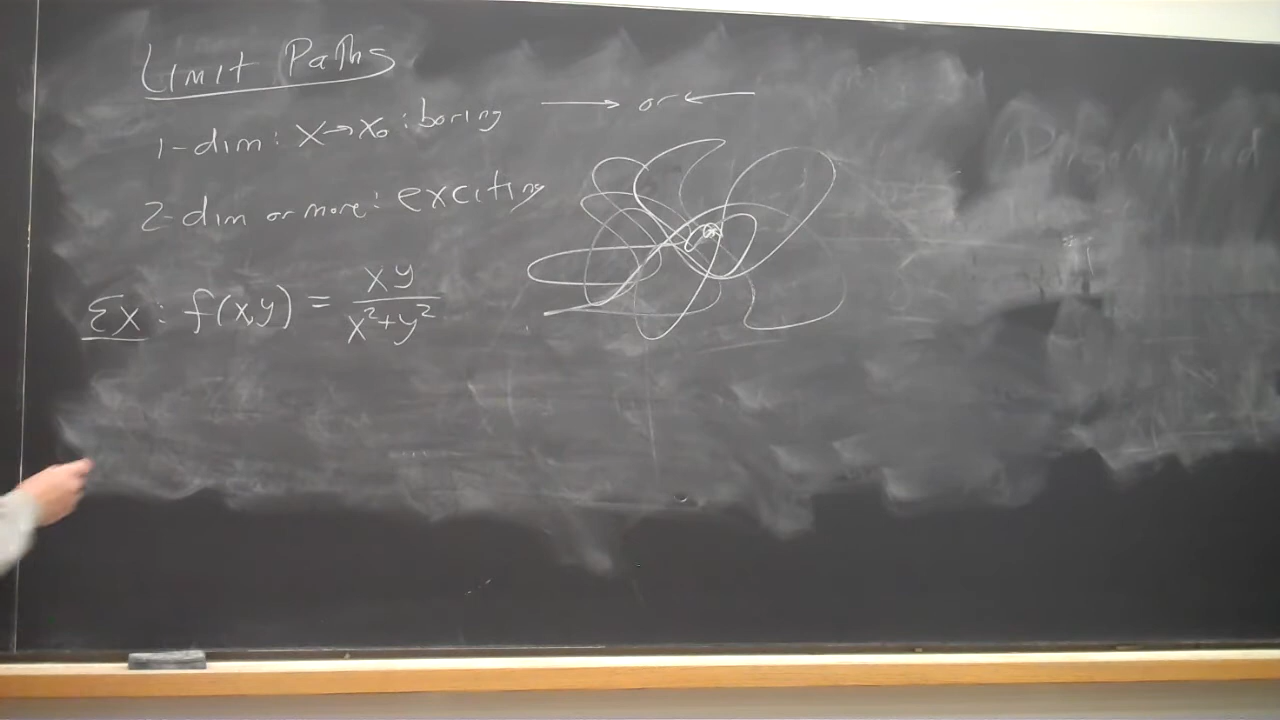 Limit Paths
1-dim: x→x₀: boring → or ←
2-dim or more: exciting
Ex: f(x,y) = xy / x²+y²